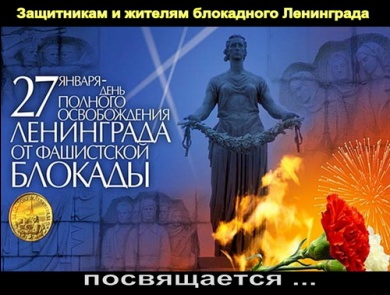 Защитникам и жителям блокадного Ленинграда
27 ЯНВАРЯ-
ДЕНЬ
ПОЛНОГО
ОСВОБОЖДЕНИЯ
ЛЕНИНГРАДА
ОТ ФАШИСТСКОЙ
БЛОКАДЫ
посвящается ...